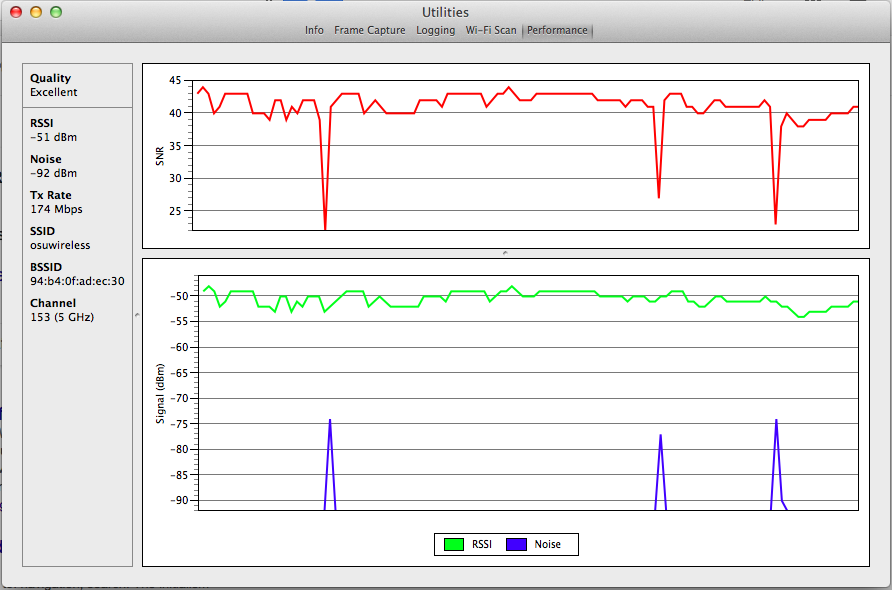 Utilities
Info Frame Capture Logging Wi-Fi Scan Performance
Quality
Excellent
RSSI
-51 dBm
Noise
-92 dBm
Tx Rate
174 Mbps
SSID
osuwireless
BSSID
94:b4:0f:ad:ec:30
Channel
153 (5 GHz)
SNR
45
40
35
30
25
Signal (dBm)
-50
-55
-60
-65
-70
-75
-80
-85
-90
RSSI Noise